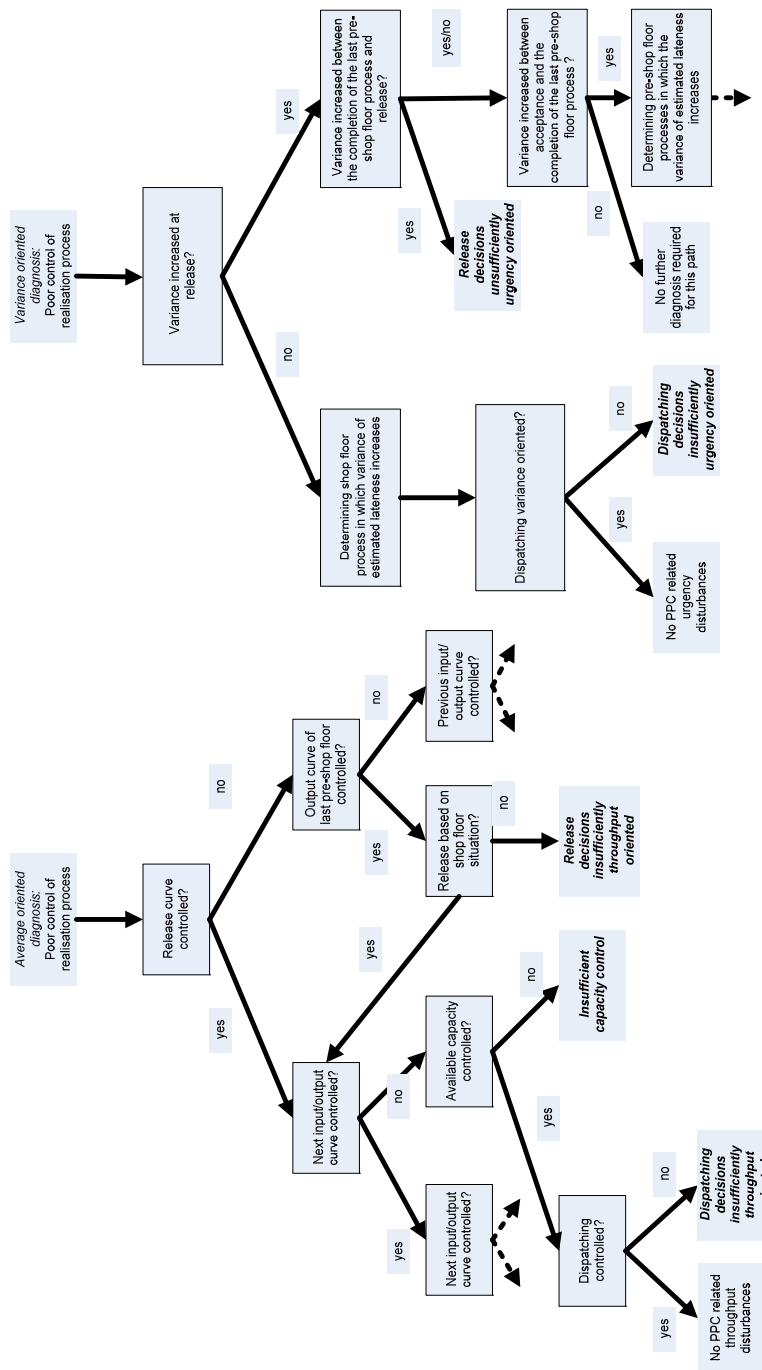 Average oriented
diagnosis:
Poor control of
realisation process
Release curve
controlled?
yes
no
Next input/output
curve controlled?
Output curve of
last pre-shop floor
controlled?
yes
no
yes
yes
no
Next input/output
curve controlled?
Available capacity
controlled?
Release based on
shop floor
situation?
Previous input/
output curve
controlled?
yes
no
no
Dispatching
controlled?
Insufficient
capacity control
Release
decisions
insufficiently
throughput
oriented
yes
no
No PPC related
throughput
disturbances
Dispatching
decisions
insufficiently
throughput
Variance oriented
diagnosis:
Poor control of
realisation process
Variance increased at
release?
no
yes
Determining shop floor
process in which variance of
estimated lateness increases
Variance increased between
the completion of the last pre-
shop floor process and
release?
yes
yes/no
Dispatching variance oriented?
Release
decisions
unsufficiently
urgency oriented
Variance increased between
acceptance and the
completion of the last pre-shop
floor process ?
yes
no
no
yes
No PPC related
urgency
disturbances
Dispatching
decisions
insufficiently
urgency oriented
No further
diagnosis required
for this path
Determining pre-shop floor
processes in which the
variance of estimated lateness
increases